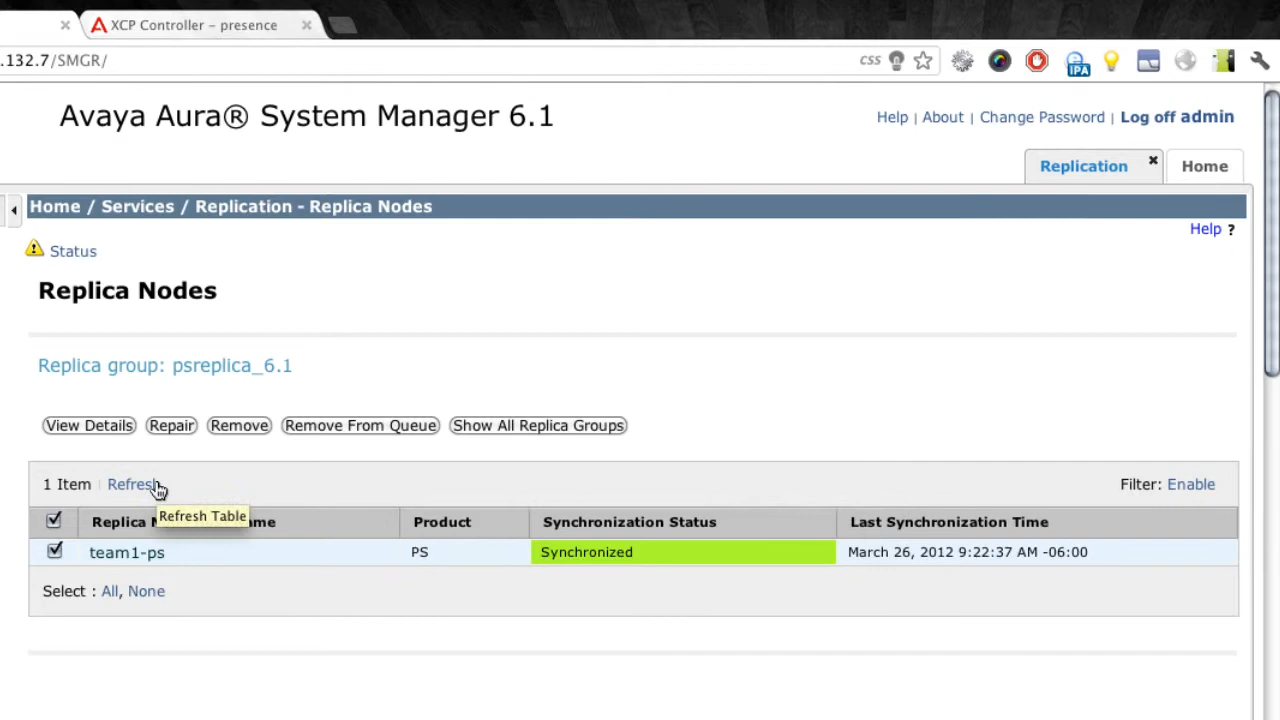 XCP Controller – presence
.132.7/SMGR/
CSS
IPA
Avaya Aura® System Manager 6.1
Help | About | Change Password | Log off admin
Replication
Home
Home / Services / Replication - Replica Nodes
Help ?
Status
Replica Nodes
Replica group: psreplica_6.1
View Details Repair Remove Remove From Queue Show All Replica Groups
1 Item Refresh Filter: Enable
Refresh Table
Product Synchronization Status Last Synchronization Time
team1-ps PS Synchronized March 26, 2012 9:22:37 AM -06:00
Select : All, None